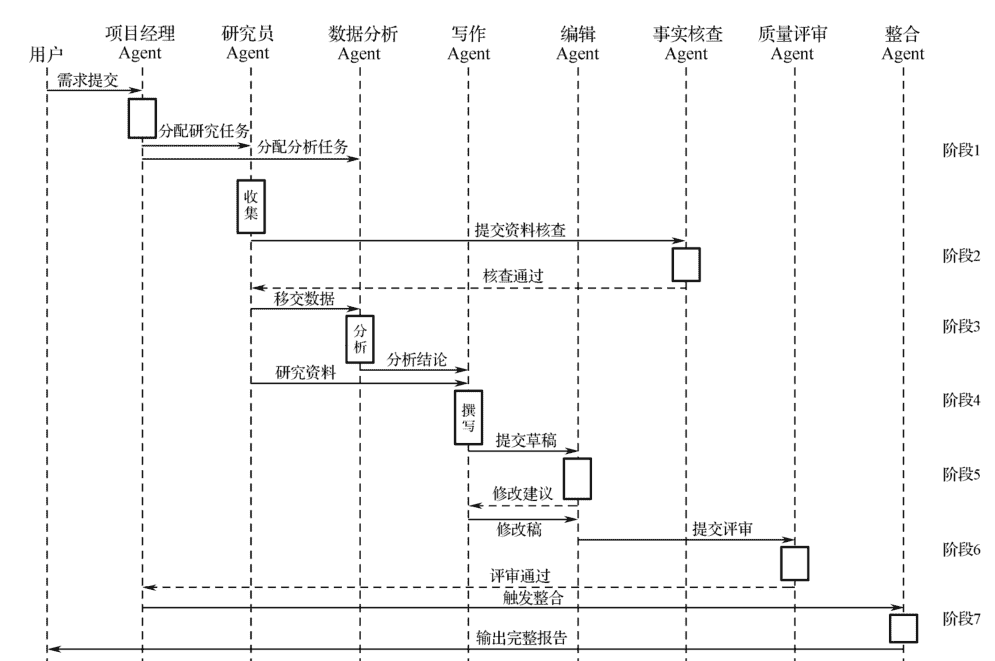 用户
项目经理
Agent
研究员
Agent
数据分析
Agent
写作
Agent
编辑
Agent
事实核查
Agent
质量评审
Agent
整合
Agent
需求提交
分配研究任务
分配分析任务
阶段1
收集
提交资料核查
阶段2
核查通过
移交数据
阶段3
分析
分析结论
研究资料
阶段4
撰写
提交草稿
阶段5
修改建议
修改稿
提交评审
阶段6
评审通过
触发整合
阶段7
输出完整报告